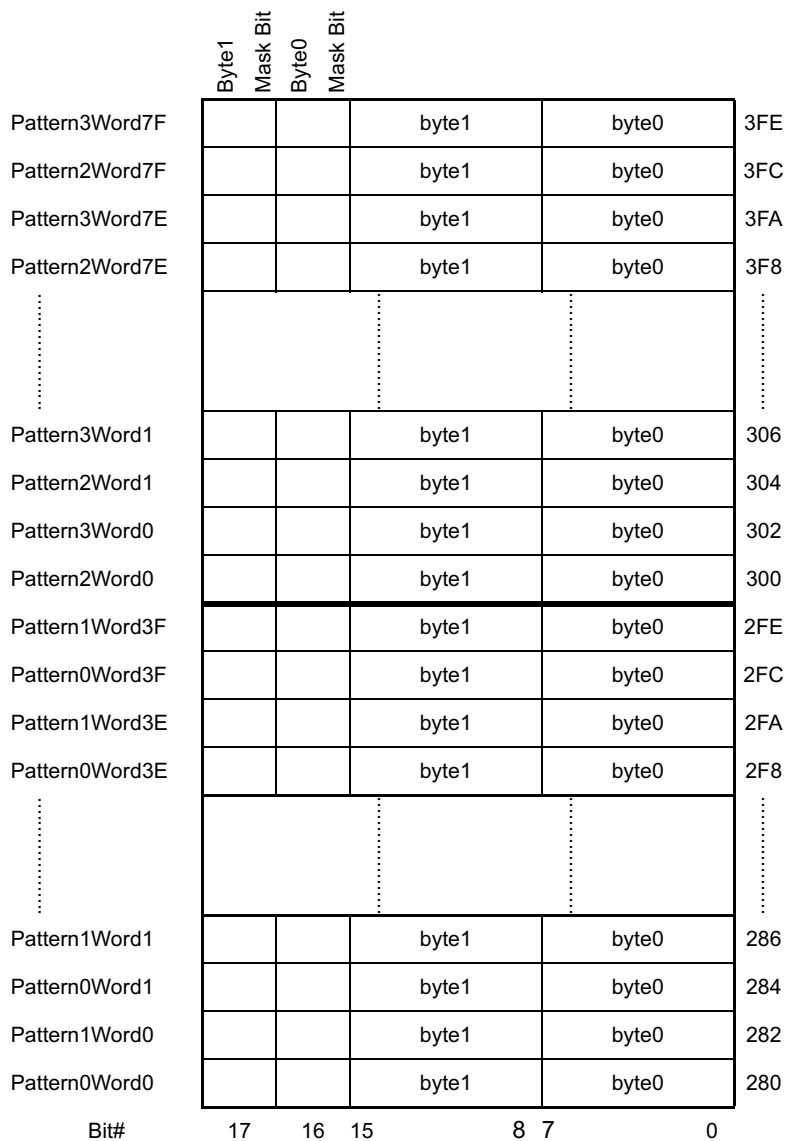 Byte1
Mask Bit
Byte0
Mask Bit
Pattern3Word7F byte1 byte0 3FE
Pattern2Word7F byte1 byte0 3FC
Pattern3Word7E byte1 byte0 3FA
Pattern2Word7E byte1 byte0 3F8
Pattern3Word1 byte1 byte0 306
Pattern2Word1 byte1 byte0 304
Pattern3Word0 byte1 byte0 302
Pattern2Word0 byte1 byte0 300
Pattern1Word3F byte1 byte0 2FE
Pattern0Word3F byte1 byte0 2FC
Pattern1Word3E byte1 byte0 2FA
Pattern0Word3E byte1 byte0 2F8
Pattern1Word1 byte1 byte0 286
Pattern0Word1 byte1 byte0 284
Pattern1Word0 byte1 byte0 282
Pattern0Word0 byte1 byte0 280
Bit# 17 16 15 8 7 0